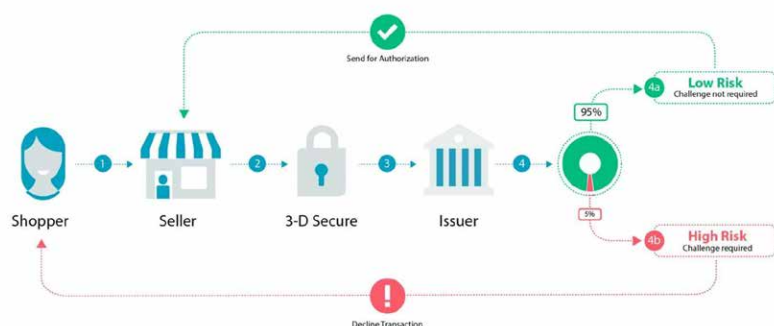 Send for Authorization
4a
Low Risk
Challenge not required
95%
1
2
3
4
Shopper
Seller
3-D Secure
Issuer
5%
4b
High Risk
Challenge required
Decline Transaction